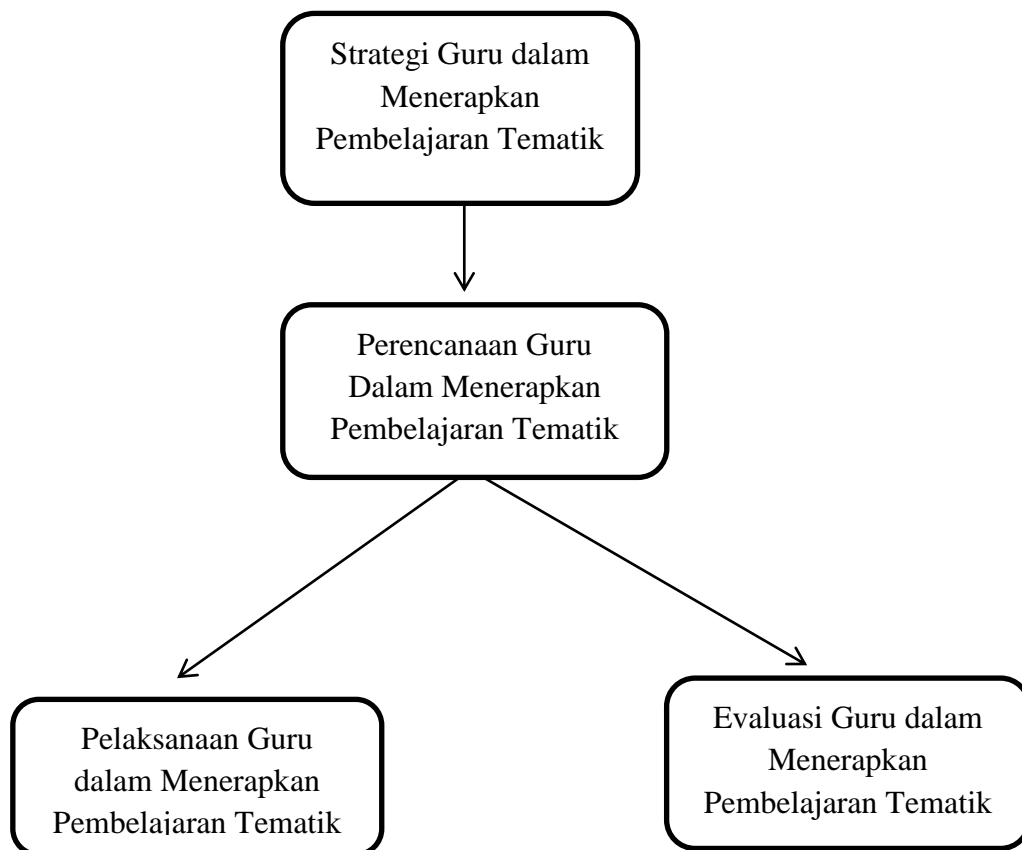 Strategi Guru dalam
Menerapkan
Pembelajaran Tematik
Perencanaan Guru
Dalam Menerapkan
Pembelajaran Tematik
Pelaksanaan Guru
dalam Menerapkan
Pembelajaran Tematik
Evaluasi Guru dalam
Menerapkan
Pembelajaran Tematik